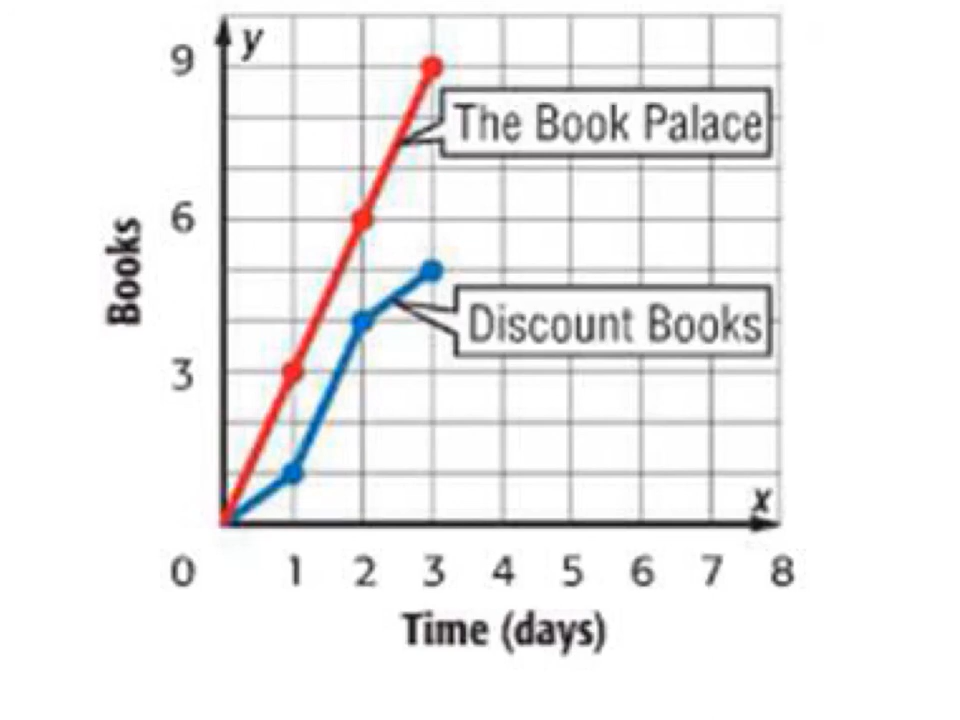 y
9
The Book Palace
6
Books
Discount Books
3
x
0 1 2 3 4 5 6 7 8
Time (days)